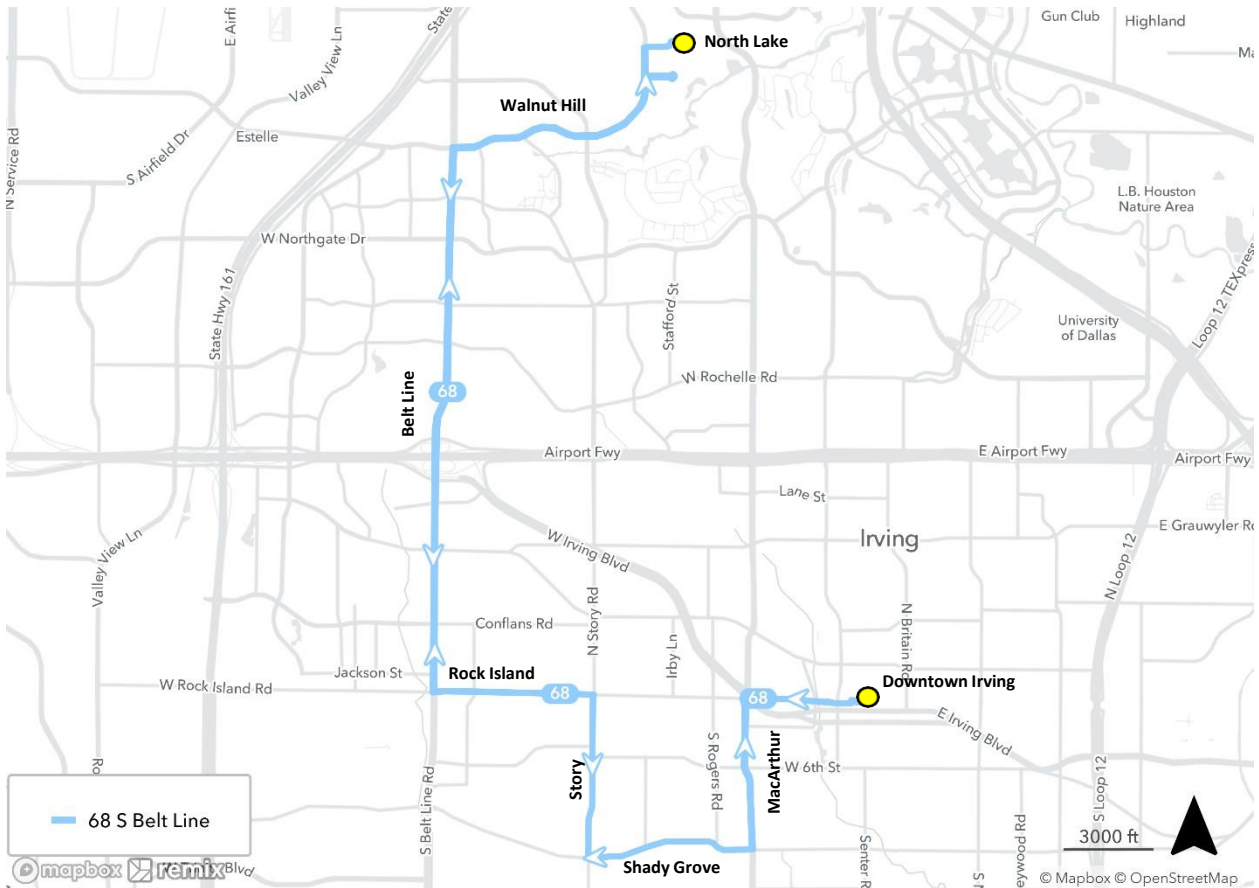 Gun Club
Highland
Ma
North Lake
State
E Airfi
Valley View Ln
Walnut Hill
Estelle
N Service Rd
S Airfield Dr
L.B. Houston
Nature Area
W Northgate Dr
State Hwy 161
Stafford St
Loop 12 TEXpress
University
of Dallas
W Rochelle Rd
68
Belt Line
Airport Fwy
E Airport Fwy
Airport Fwy
Lane St
E Grauwyler Rd
W Irving Blvd
Irving
Valley View Ln
N Loop 12
N Story Rd
Conflans Rd
Irby Ln
N Britain Rd
Jackson St
Rock Island
W Rock Island Rd
68
68
Downtown Irving
E Irving Blvd
S Rogers Rd
MacArthur
Story
W 6th St
Ro
S Belt Line Rd
S Loop 12
68 S Belt Line
3000 ft
Shady Grove
Senter R
eywood Rd
S N
mapbox
remix
Blvd
© Mapbox © OpenStreetMap